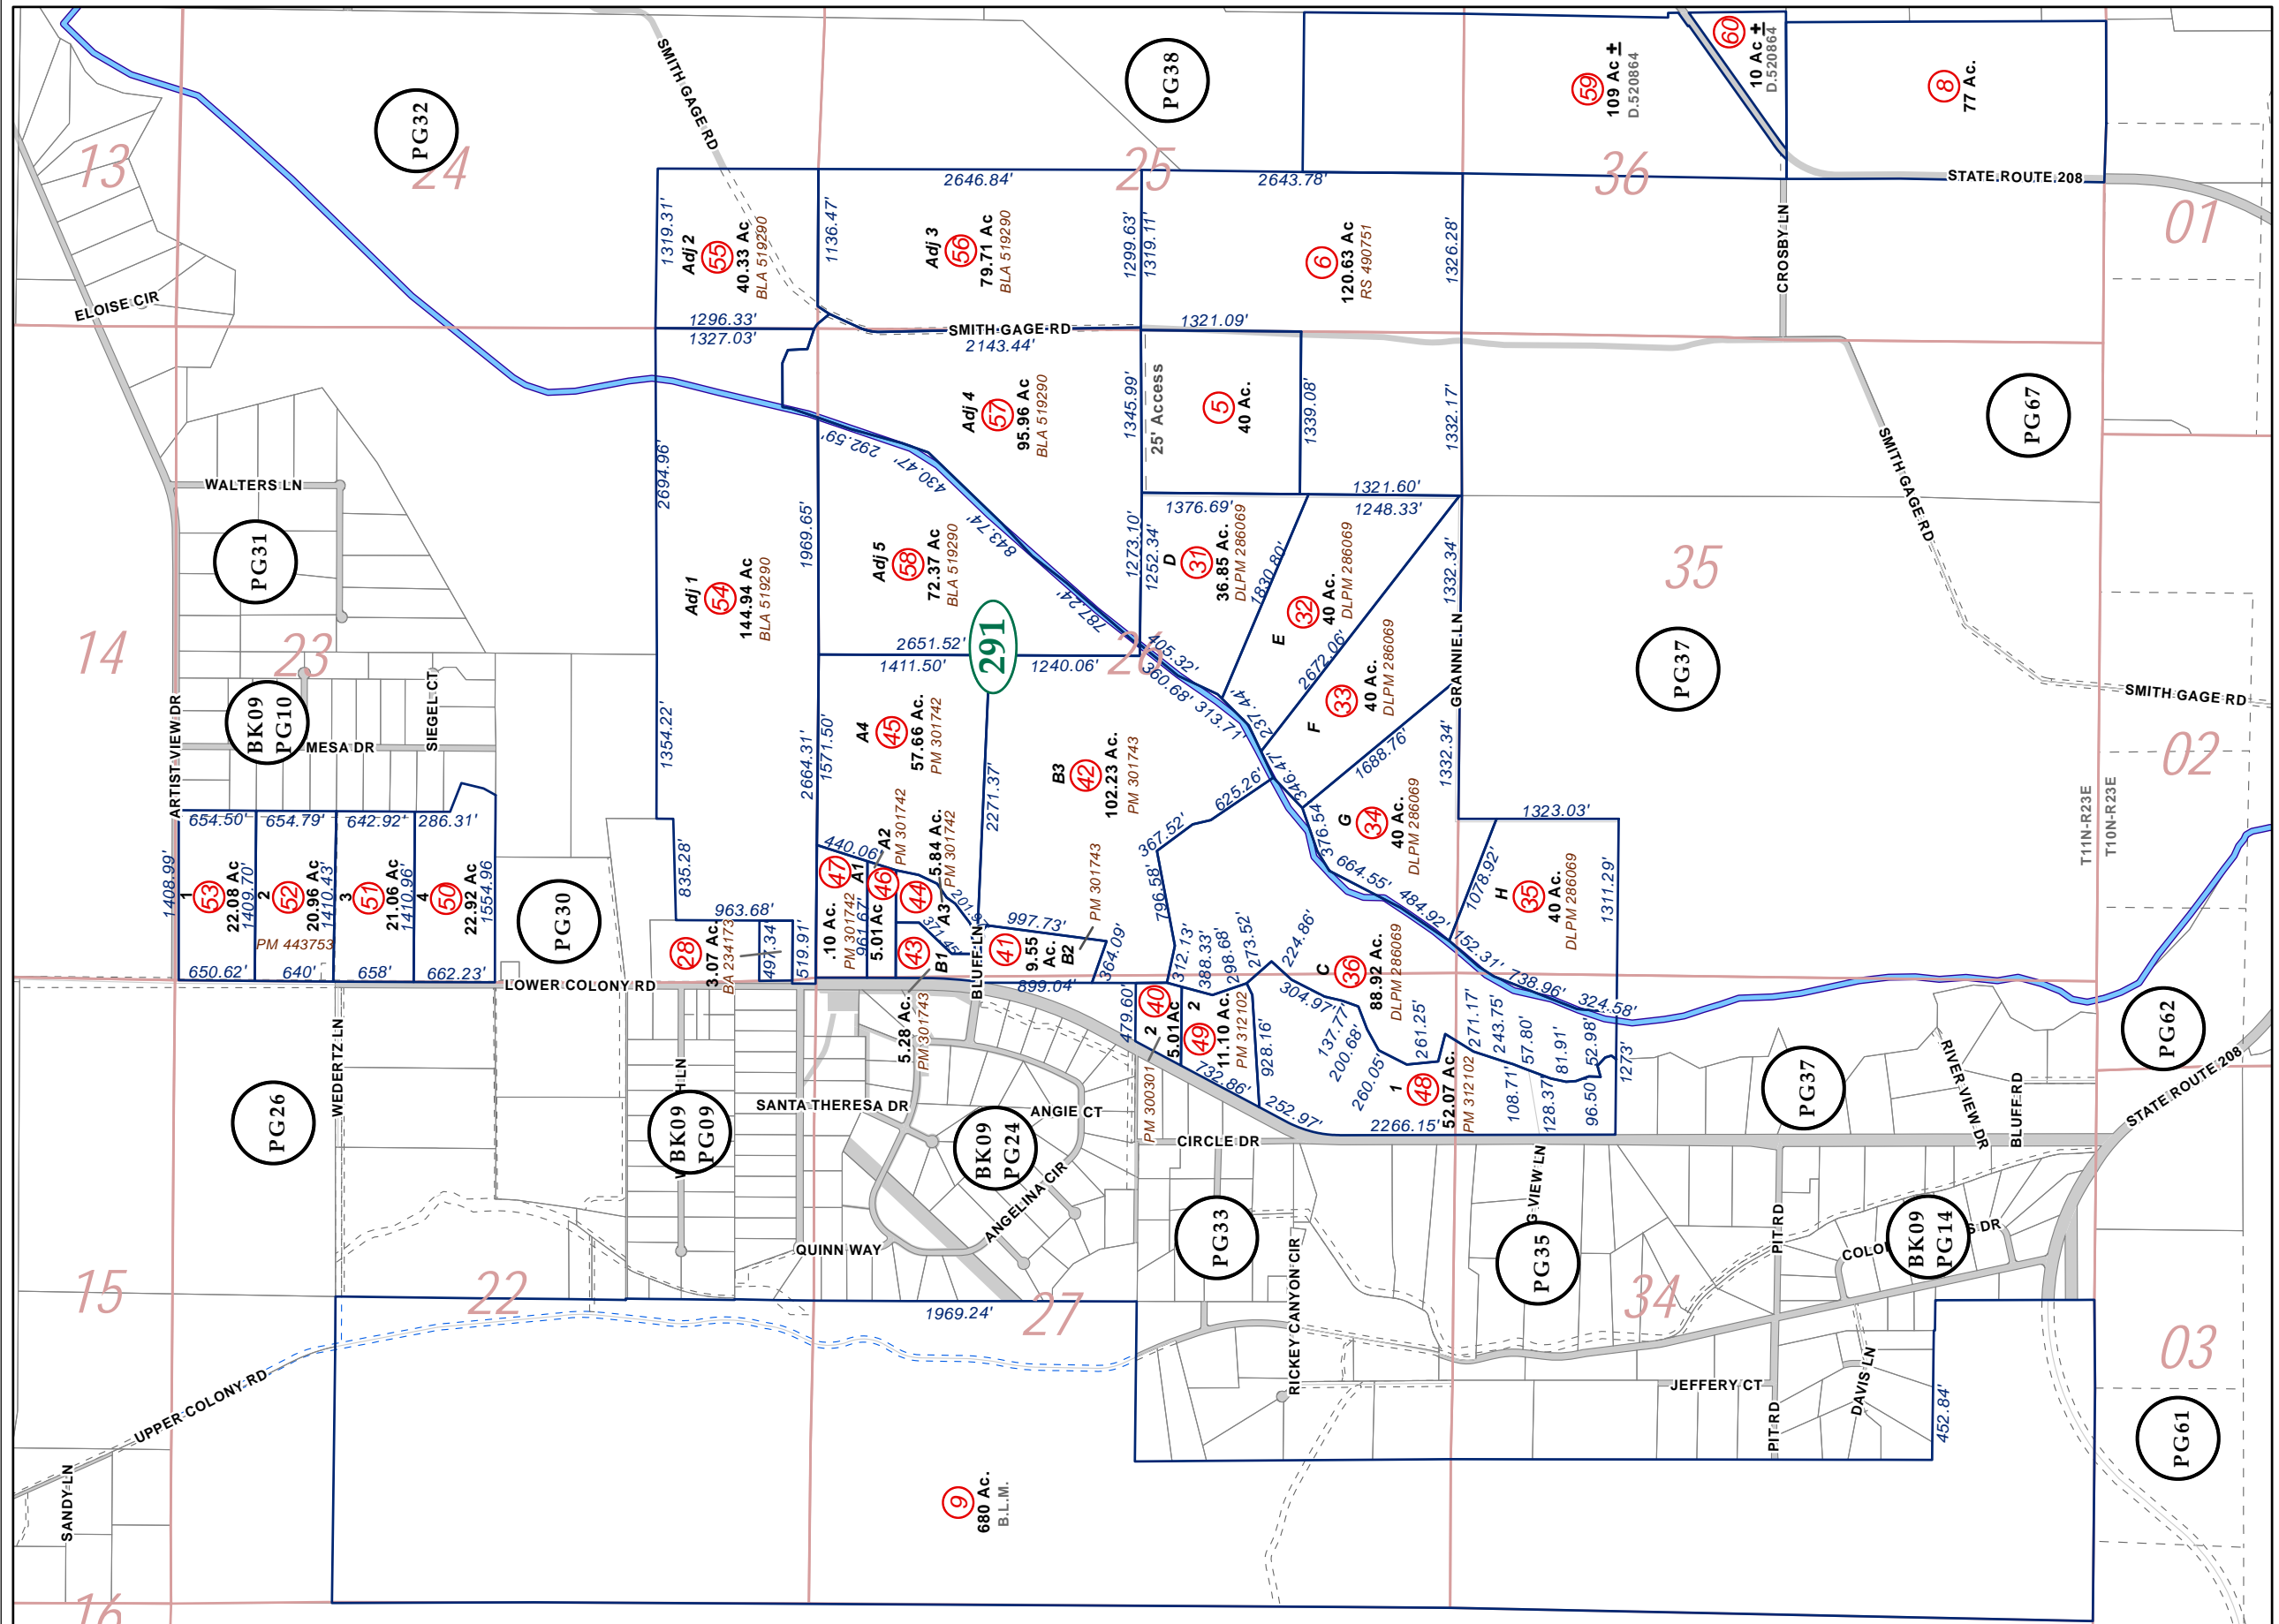 SMITH GAGE RD
PG38
60
10 Ac ±
D.520864
59
109 Ac ±
D.520864
8
77 Ac.
PG32
13
24
25
36
01
STATE ROUTE 208
2646.84'
2643.78'
1319.31'
Adj 2
55
40.33 Ac
BLA 519290
1136.47'
Adj 3
56
79.71 Ac
BLA 519290
1299.63'
1319.11'
6
120.63 Ac
RS 490751
1326.28'
CROSBY LN
ELOISE CIR
1296.33'
1327.03'
SMITH GAGE RD
2143.44'
1321.09'
Adj 4
57
95.96 Ac
BLA 519290
1345.99'
25' Access
5
40 Ac.
1339.08'
1332.17'
PG67
SMITH GAGE RD
292.59'
430.47'
843.74'
787.24'
2694.96'
1969.65'
WALTERS LN
PG31
1321.60'
1248.33'
1376.69'
1273.10'
1252.34'
D
31
36.85 Ac.
DLPM 286069
1830.80'
E
32
40 Ac.
DLPM 286069
1332.34'
35
Adj 1
54
144.94 Ac
BLA 519290
Adj 5
58
72.37 Ac
BLA 519290
291
2651.52'
1411.50'
1240.06'
26
405.32'
360.68'
313.71'
237.44'
2672.06'
F
33
40 Ac.
DLPM 286069
GRANNIE LN
PG37
SMITH GAGE RD
14
23
ARTIST VIEW DR
BK09
PG10
MESA DR
SIEGEL CT
1354.22'
2664.31'
1571.50'
A4
45
57.66 Ac.
PM 301742
2271.37'
B3
42
102.23 Ac.
PM 301743
625.26'
346.47'
1688.76'
1332.34'
T11N-R23E
T10N-R23E
02
654.50'
654.79'
642.92'
286.31'
1408.99'
1
53
22.08 Ac
1409.70'
2
52
20.96 Ac
1410.43'
PM 443753
3
51
21.06 Ac
1410.96'
4
50
22.92 Ac
1554.96
650.62'
640'
658'
662.23'
PG30
835.28'
963.68'
28
3.07 Ac.
BA 234173
497.34'
519.91'
440.06'
47
A1
.10 Ac.
PM 301742
961.67'
A2
PM 301742
46
5.01 Ac
44
A3
5.84 Ac.
PM 301742
201.97'
371.45'
43
B1
5.28 Ac.
PM 301743
BLUFF LN
997.73'
41
9.55
Ac.
B2
PM 301743
364.09'
899.04'
367.52'
796.58'
376.54
G
34
40 Ac.
DLPM 286069
664.55'
484.92'
1078.92'
1323.03'
H
35
40 Ac.
DLPM 286069
1311.29'
152.31'
738.96'
324.58'
312.13'
388.33'
298.68'
273.52'
224.86'
C
36
88.92 Ac.
DLPM 286069
304.97'
137.77'
200.68'
260.05'
261.25'
271.17'
243.75'
57.80'
81.91'
52.98'
108.71'
128.37'
96.50'
1273'
479.60'
2
40
5.01Ac
PM 300301
2
49
11.10 Ac.
PM 312102
732.86'
928.16'
252.97'
1
48
52.07 Ac.
PM 312102
2266.15'
LOWER COLONY RD
WEDERTZ LN
PG26
BK09
PG09
H LN
SANTA THERESA DR
BK09
PG24
ANGIE CT
ANGELINA CIR
QUINN WAY
CIRCLE DR
PG33
RICKEY CANYON CIR
G VIEW LN
PG35
PG37
RIVER VIEW DR
BLUFF RD
PG62
STATE ROUTE 208
PIT RD
BK09
PG14
COLO
S DR
15
22
27
34
03
1969.24'
UPPER COLONY RD
SANDY LN
JEFFERY CT
PIT RD
DAVIS LN
452.84'
PG61
9
680 Ac.
B.L.M.
16